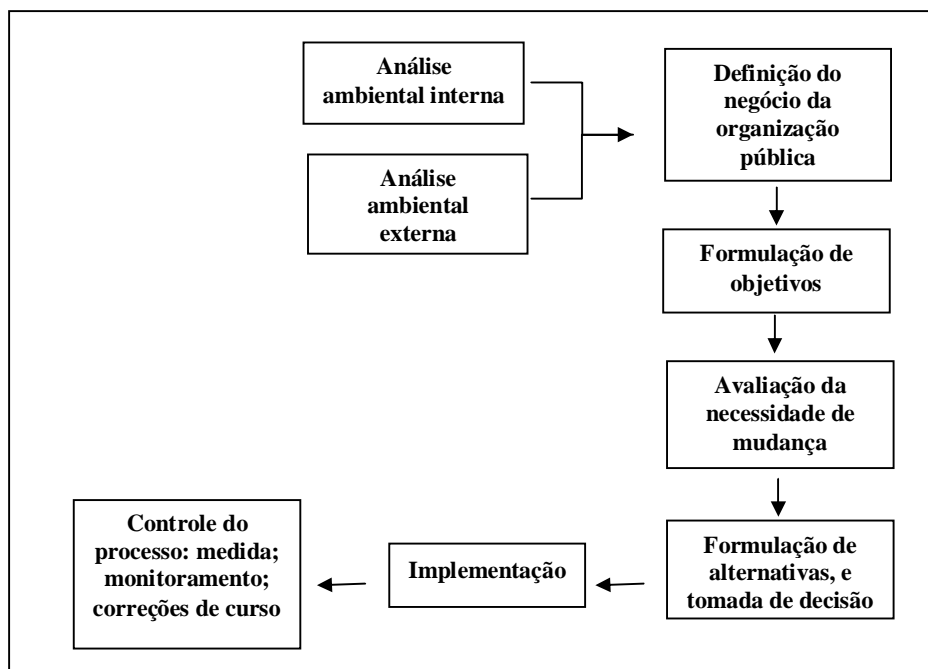 Análise
ambiental interna
Análise
ambiental
externa
Definição do
negócio da
organização
pública
Formulação de
objetivos
Avaliação da
necessidade de
mudança
Formulação de
alternativas, e
tomada de decisão
Implementação
Controle do
processo: medida;
monitoramento;
correções de curso